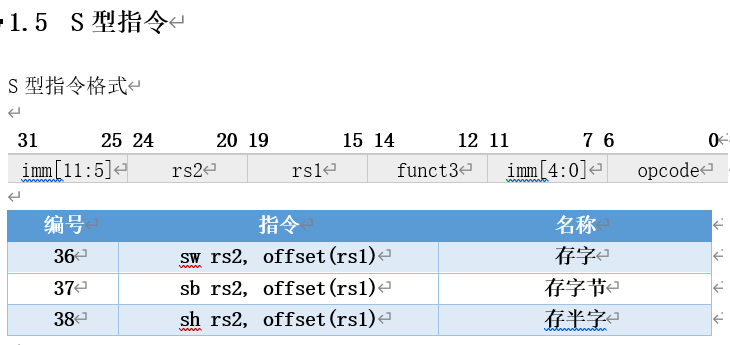 1.5 S 型指令
S 型指令格式
31 25 24 20 19 15 14 12 11 7 6 0
imm[11:5] rs2 rs1 funct3 imm[4:0] opcode
编号 指令 名称
36 sw rs2, offset(rs1) 存字
37 sb rs2, offset(rs1) 存字节
38 sh rs2, offset(rs1) 存半字